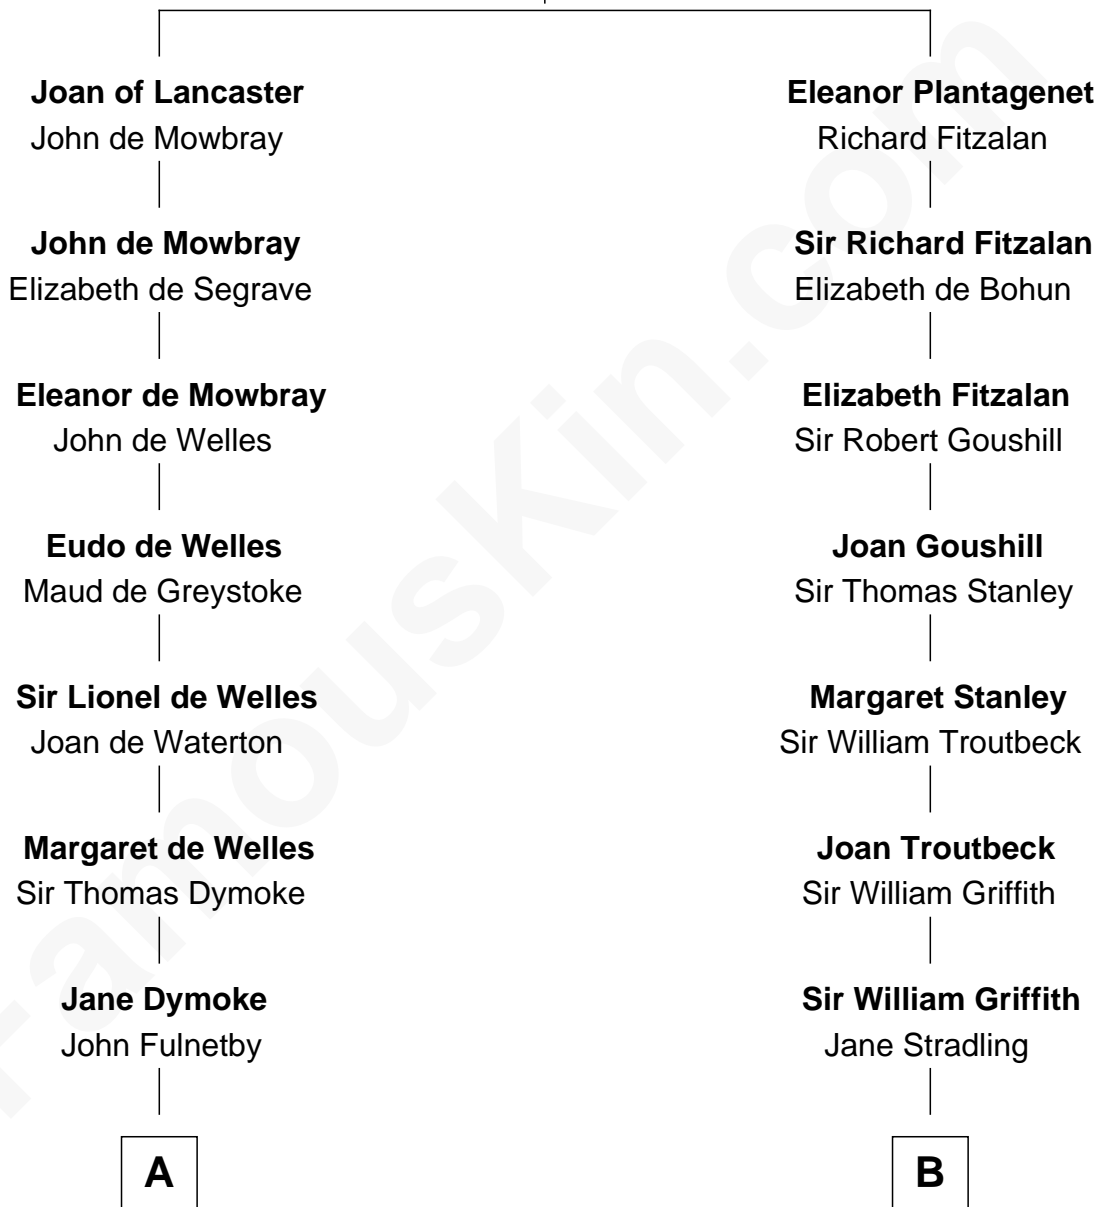 Joan of Lancaster
John de Mowbray
John de Mowbray
Elizabeth de Segrave
Eleanor de Mowbray
John de Welles
Eudo de Welles
Maud de Greystoke
Sir Lionel de Welles
Joan de Waterton
Margaret de Welles
Sir Thomas Dymoke
Jane Dymoke
John Fulnetby
A
Eleanor Plantagenet
Richard Fitzalan
Sir Richard Fitzalan
Elizabeth de Bohun
Elizabeth Fitzalan
Sir Robert Goushill
Joan Goushill
Sir Thomas Stanley
Margaret Stanley
Sir William Troutbeck
Joan Troutbeck
Sir William Griffith
Sir William Griffith
Jane Stradling
B
FamousKin.com